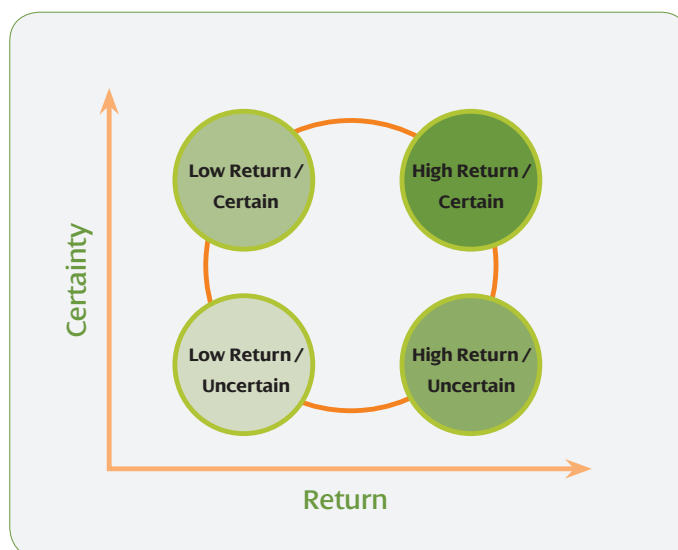 Certainty
Low Return /
Certain
High Return /
Certain
Low Return /
Uncertain
High Return /
Uncertain
Return